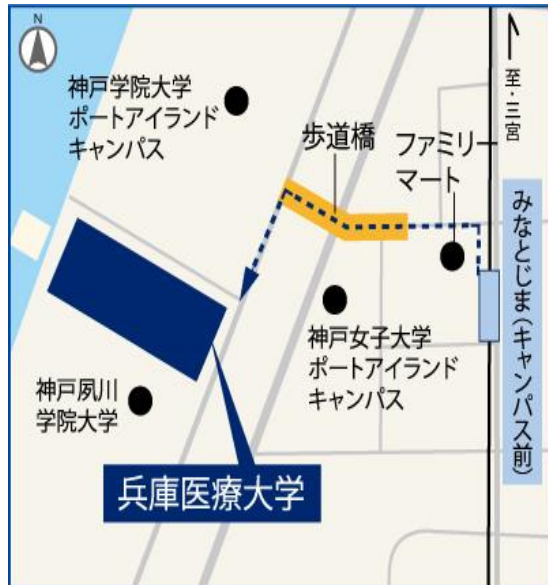 N
至・三宮
神戸学院大学
ポートアイランド
キャンパス
歩道橋
ファミリー
マート
みなとじま(キャンパス前)
神戸女子大学
ポートアイランド
キャンパス
神戸夙川
学院大学
兵庫医療大学